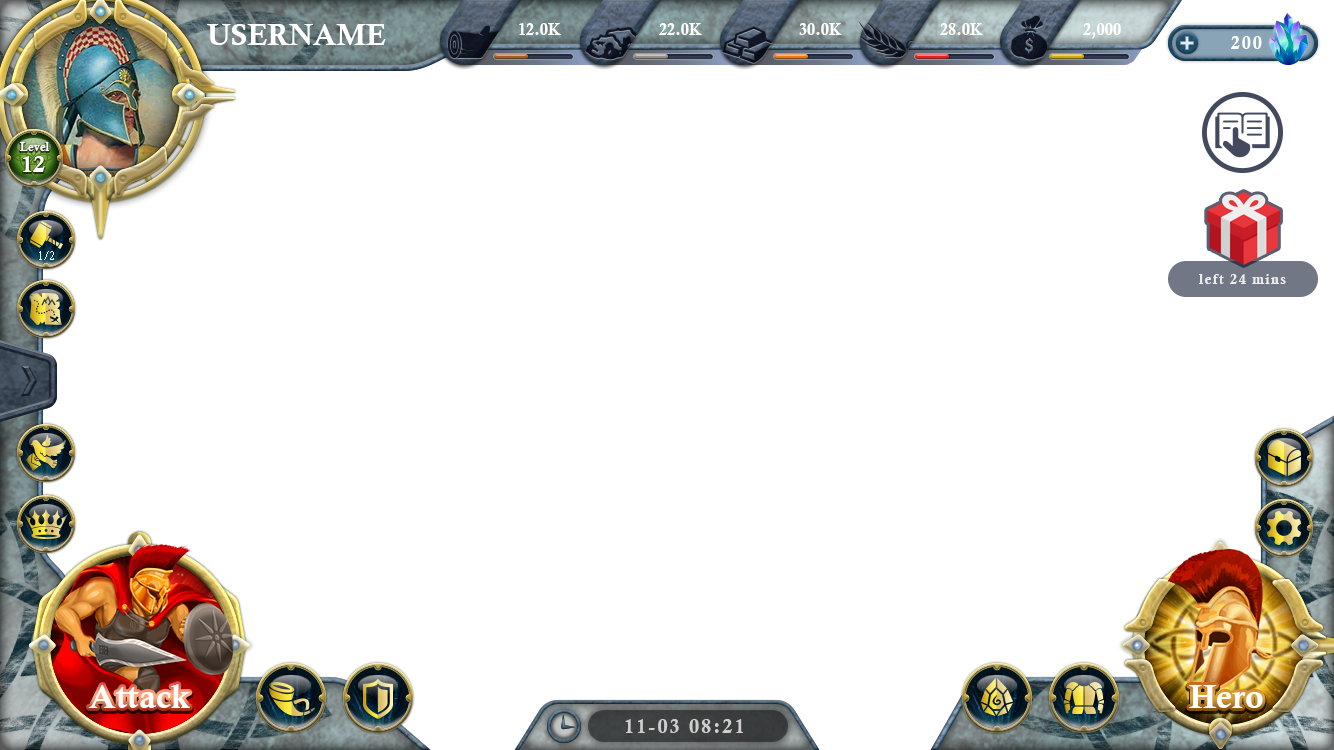 USERNAME
12.0K
22.0K
30.0K
28.0K
2,000
200
Level
12
1/2
left 24 mins
Attack
Hero
11-03 08:21